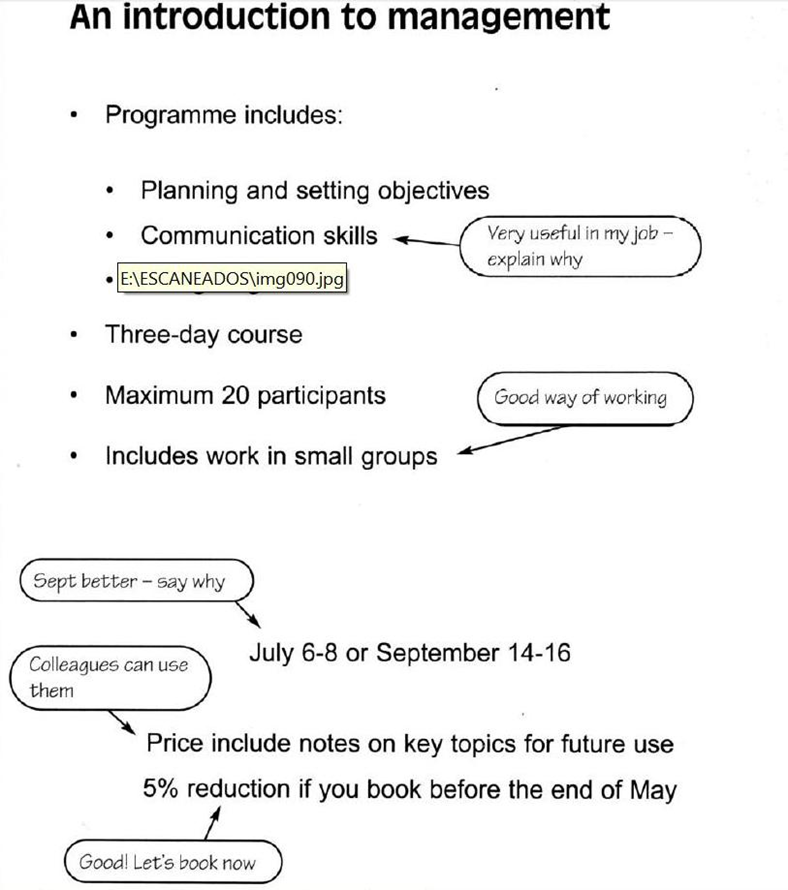 An introduction to management
• Programme includes:
• Planning and setting objectives
• Communication skills
Very useful in my job –
explain why
• E:\ESCANEADOS\img090.jpg
• Three-day course
• Maximum 20 participants
Good way of working
• Includes work in small groups
Sept better – say why
July 6-8 or September 14-16
Colleagues can use
them
Price include notes on key topics for future use
5% reduction if you book before the end of May
Good! Let's book now